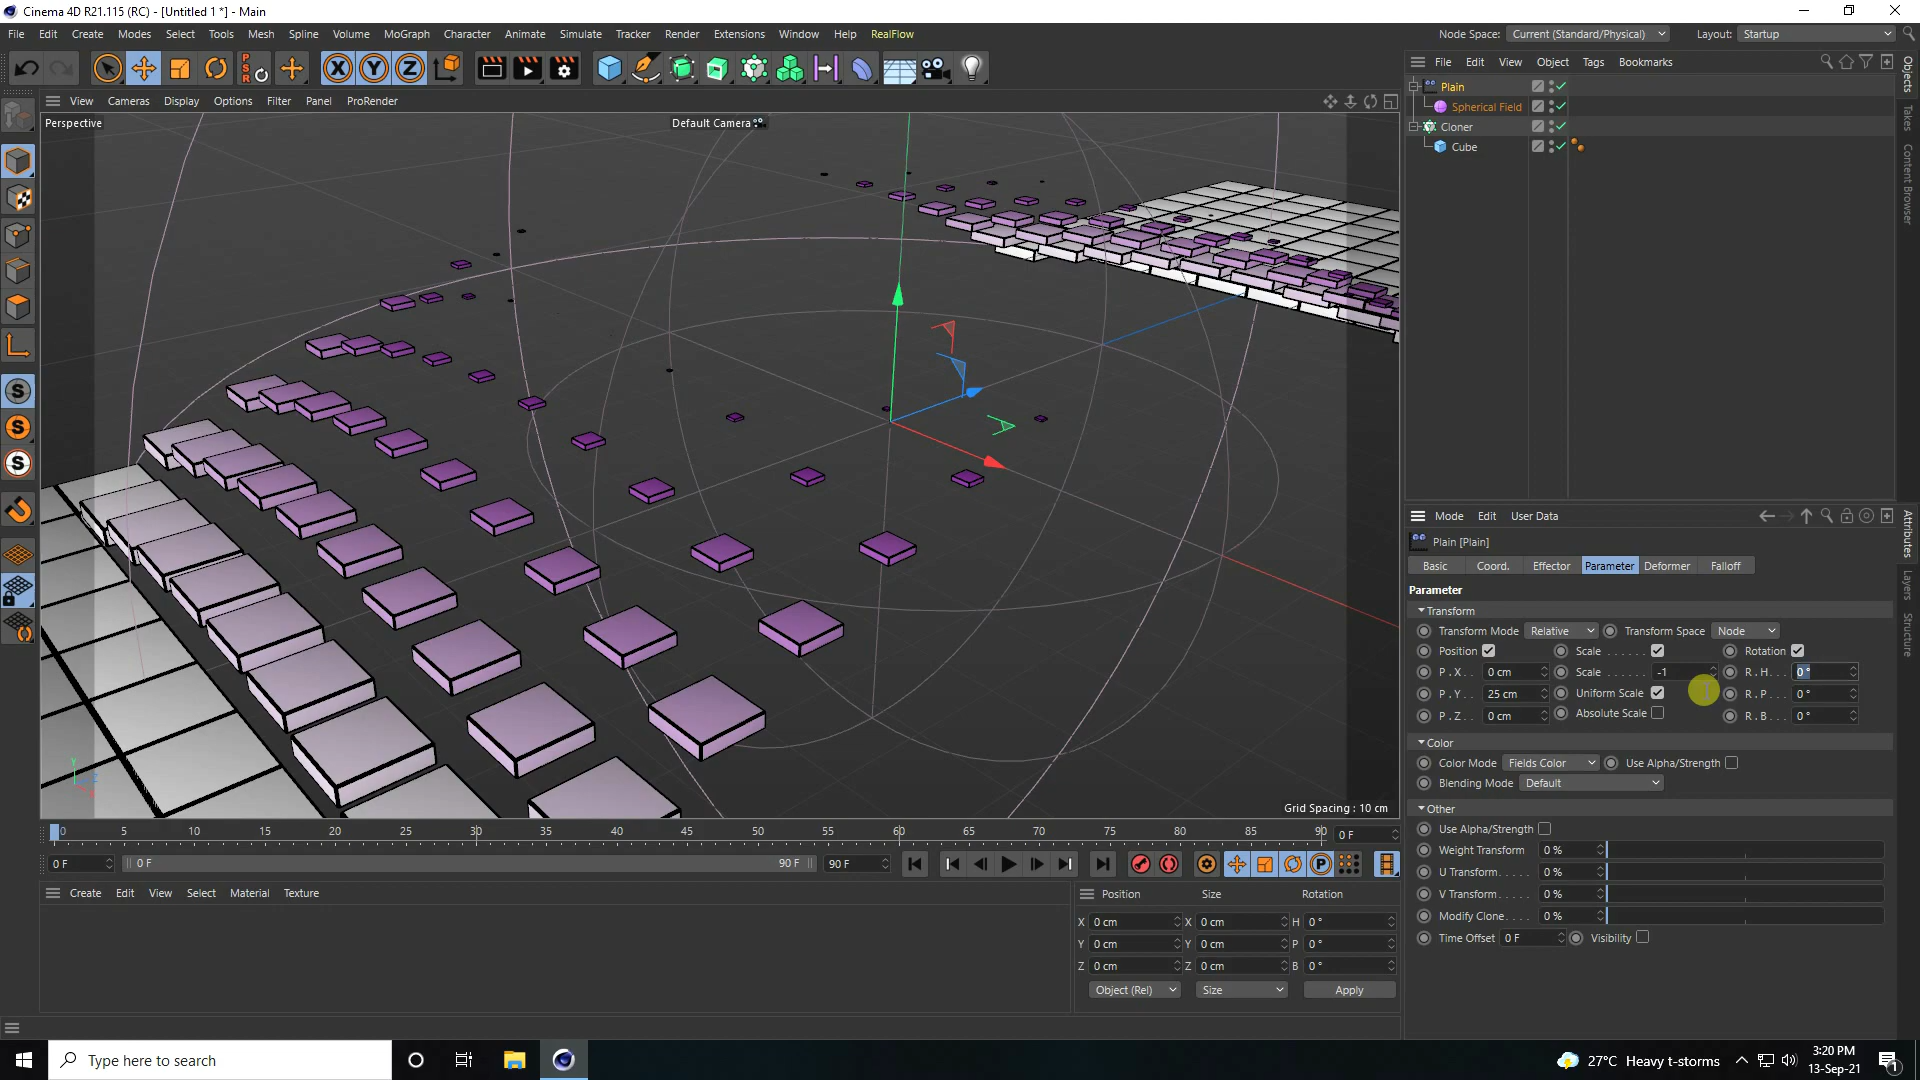 Cinema 4D R21.115 (RC) - [Untitled 1 *] - Main
File Edit Create Modes Select Tools Mesh Spline Volume MoGraph Character Animate Simulate Tracker Render Extensions Window Help RealFlow
Node Space: Current (Standard/Physical) Layout: Startup
PSR X Y Z
View Cameras Display Options Filter Panel ProRender
Perspective
Default Camera
Grid Spacing : 10 cm
File Edit View Object Tags Bookmarks
Plain
Spherical Field
Cloner
Cube
Objects
Takes
Content Browser
Mode Edit User Data
Plain [Plain]
Basic Coord. Effector Parameter Deformer Falloff
Parameter
Transform
Transform Mode Relative Transform Space Node
Position Scale . . . . . . Rotation
P . X . . 0 cm Scale . . . . . . -1 R . H . . . 0 °
P . Y . . 25 cm Uniform Scale R . P . . . 0 °
P . Z . . 0 cm Absolute Scale R . B . . . 0 °
Color
Color Mode Fields Color Use Alpha/Strength
Blending Mode Default
Other
Use Alpha/Strength
Weight Transform 0 %
U Transform. . . . . 0 %
V Transform. . . . . 0 %
Modify Clone. . . . 0 %
Time Offset 0 F Visibility
Attributes
Layers
Structure
0 5 10 15 20 25 30 35 40 45 50 55 60 65 70 75 80 85 90 0 F
0 F 0 F 90 F 90 F
Create Edit View Select Material Texture
Position Size Rotation
X 0 cm X 0 cm H 0 °
Y 0 cm Y 0 cm P 0 °
Z 0 cm Z 0 cm B 0 °
Object (Rel) Size Apply
Type here to search
27°C Heavy t-storms
3:20 PM
13-Sep-21
1